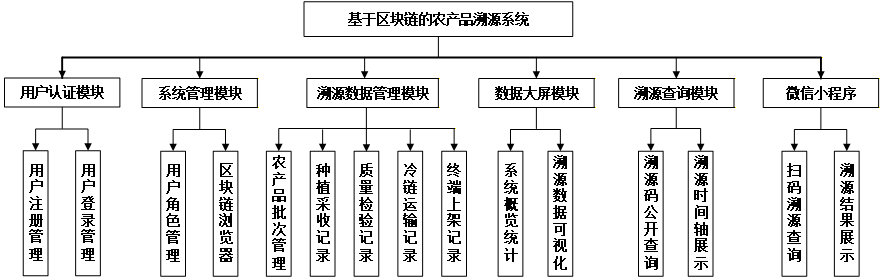 基于区块链的农产品溯源系统
用户认证模块
系统管理模块
溯源数据管理模块
数据大屏模块
溯源查询模块
微信小程序
用户注册管理
用户登录管理
用户角色管理
区块链浏览器
农产品批次管理
种植采收记录
质量检验记录
冷链运输记录
终端上架记录
系统概览统计
溯源数据可视化
溯源码公开查询
溯源时间轴展示
扫码溯源查询
溯源结果展示